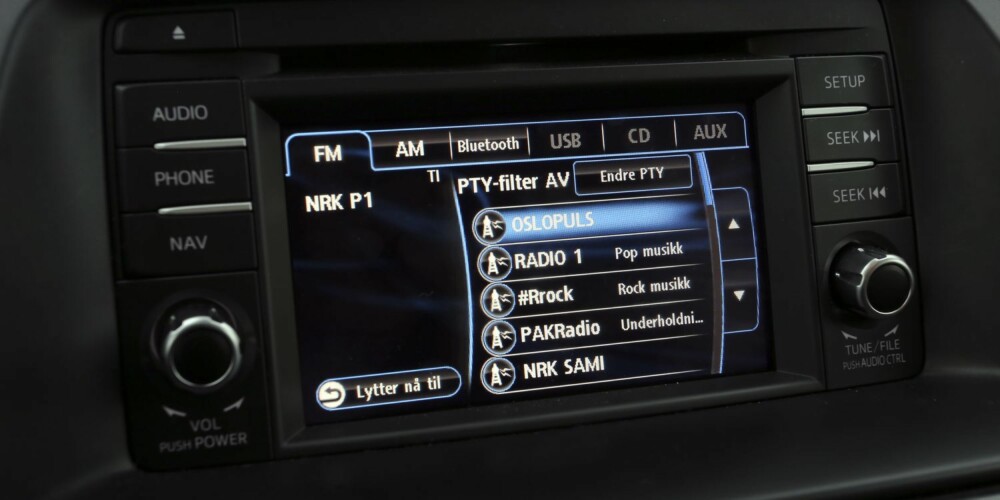 AUDIO
PHONE
NAV
VOL
PUSH POWER
FM AM Bluetooth USB CD AUX
TI
NRK P1
PTY-filter AV Endre PTY
OSLOPULS
RADIO 1 Pop musikk
#Rrock Rock musikk
PAKRadio Underholdni...
NRK SAMI
Lytter nå til
SETUP
SEEK
SEEK
TUNE/FILE
PUSH AUDIO CTRL